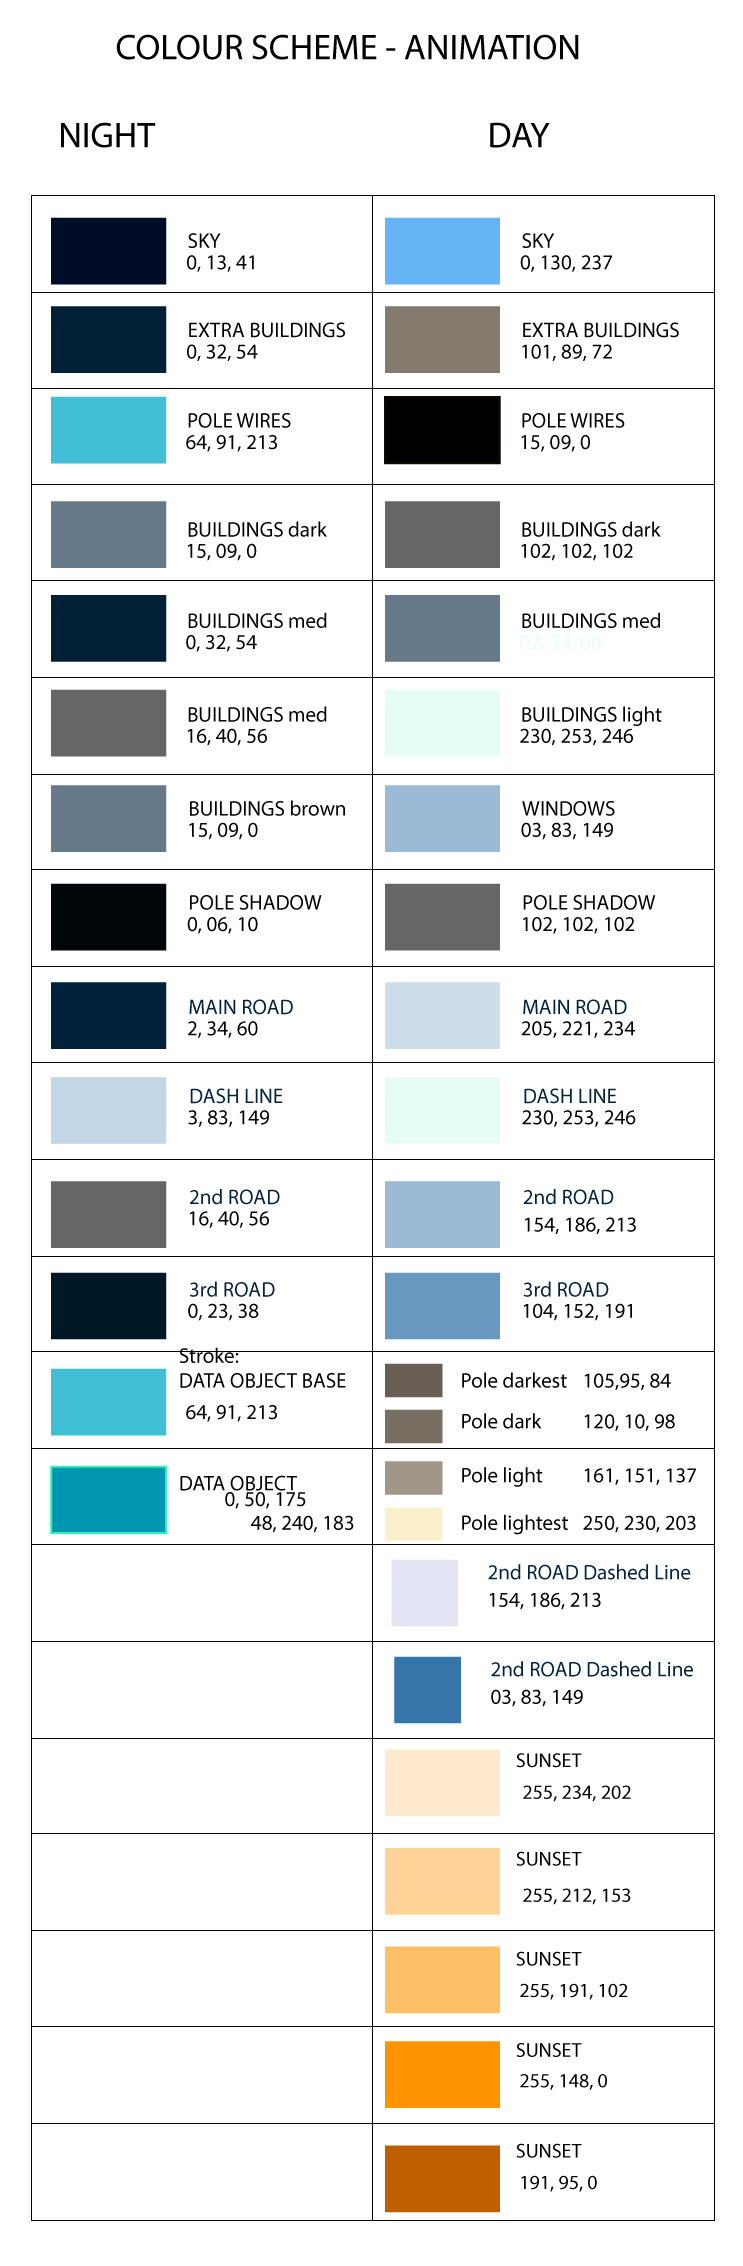 COLOUR SCHEME - ANIMATION
NIGHT
DAY
SKY
0, 13, 41
SKY
0, 130, 237
EXTRA BUILDINGS
0, 32, 54
EXTRA BUILDINGS
101, 89, 72
POLE WIRES
64, 91, 213
POLE WIRES
15, 09, 0
BUILDINGS dark
15, 09, 0
BUILDINGS dark
102, 102, 102
BUILDINGS med
0, 32, 54
BUILDINGS med
02, 34, 60
BUILDINGS med
16, 40, 56
BUILDINGS light
230, 253, 246
BUILDINGS brown
15, 09, 0
WINDOWS
03, 83, 149
POLE SHADOW
0, 06, 10
POLE SHADOW
102, 102, 102
MAIN ROAD
2, 34, 60
MAIN ROAD
205, 221, 234
DASH LINE
3, 83, 149
DASH LINE
230, 253, 246
2nd ROAD
16, 40, 56
2nd ROAD
154, 186, 213
3rd ROAD
0, 23, 38
3rd ROAD
104, 152, 191
Stroke:
DATA OBJECT BASE
64, 91, 213
Pole darkest 105,95, 84
Pole dark 120, 10, 98
DATA OBJECT
0, 50, 175
48, 240, 183
Pole light 161, 151, 137
Pole lightest 250, 230, 203
2nd ROAD Dashed Line
154, 186, 213
2nd ROAD Dashed Line
03, 83, 149
SUNSET
255, 234, 202
SUNSET
255, 212, 153
SUNSET
255, 191, 102
SUNSET
255, 148, 0
SUNSET
191, 95, 0